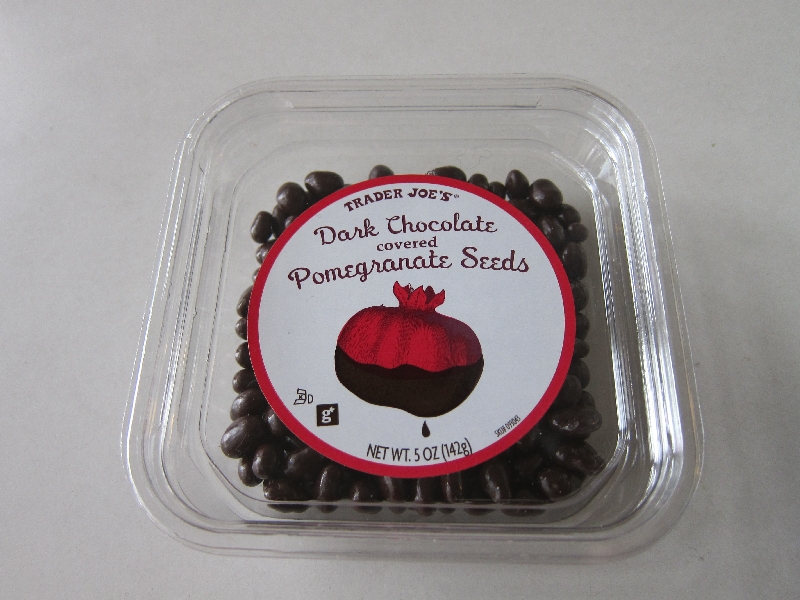 TRADER JOE'S®
Dark Chocolate
covered
Pomegranate Seeds
D
g*
NET WT. 5 OZ (142g)